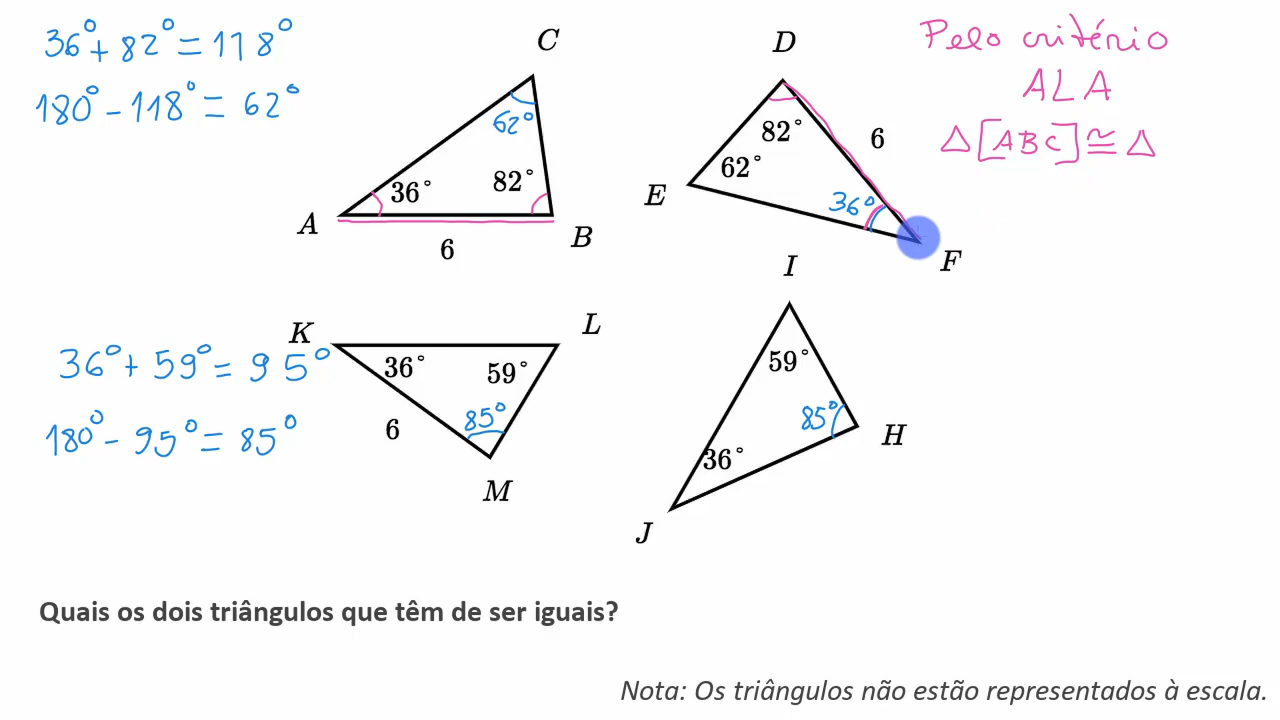 36° + 82° = 118°
180° - 118° = 62°
C
62°
36°
82°
A
B
6
D
82°
6
62°
E
36°
F
Pelo critério
ALA
△[ABC] ≅ △
K
L
36° + 59° = 95°
36°
59°
180° - 95° = 85°
6
85°
M
I
59°
85°
H
36°
J
Quais os dois triângulos que têm de ser iguais?
Nota: Os triângulos não estão representados à escala.